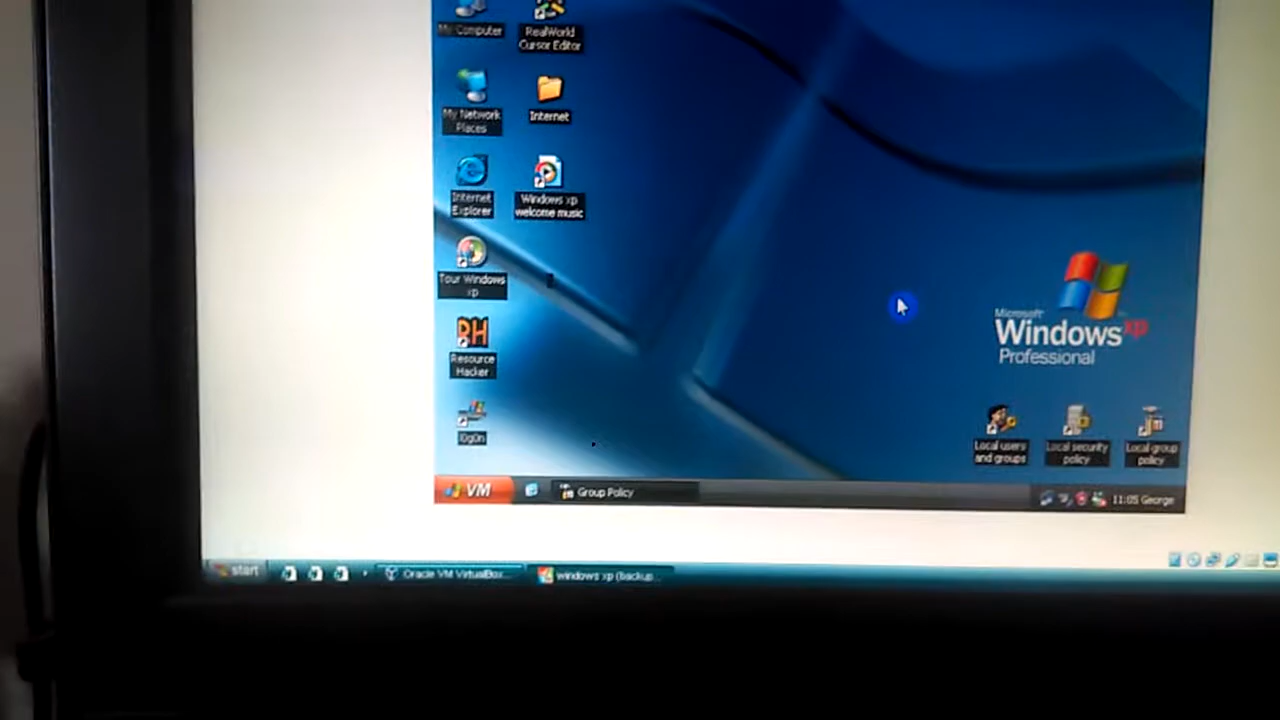 My Computer
RealWorld
Cursor Editor
My Network
Places
Internet
Internet
Explorer
Windows xp
welcome music
Tour Windows
xp
RH
Resource
Hacker
logon
Microsoft
Windows xp
Professional
Local users
and groups
Local security
policy
Local group
policy
VM
Group Policy
11:05 George
start
Oracle VM VirtualBox...
windows xp (backup...